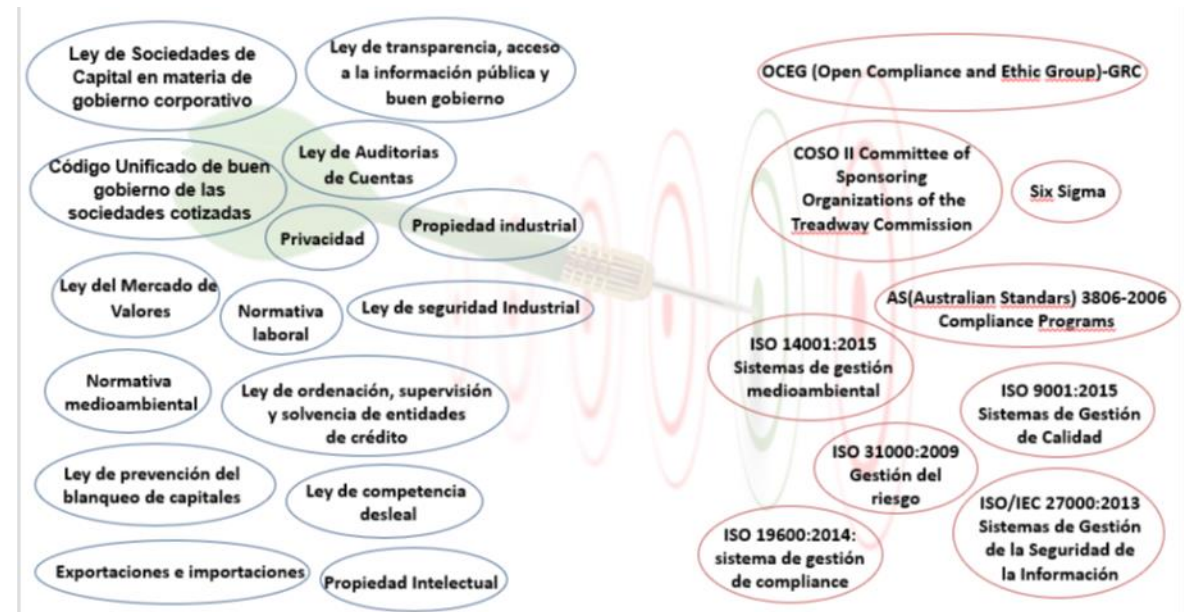 Ley de Sociedades de
Capital en materia de
gobierno corporativo
Ley de transparencia, acceso
a la información pública y
buen gobierno
Código Unificado de buen
gobierno de las
sociedades cotizadas
Ley de Auditorias
de Cuentas
Privacidad
Propiedad industrial
Ley del Mercado de
Valores
Normativa
laboral
Ley de seguridad Industrial
Normativa
medioambiental
Ley de ordenación, supervisión
y solvencia de entidades
de crédito
Ley de prevención del
blanqueo de capitales
Ley de competencia
desleal
Exportaciones e importaciones
Propiedad Intelectual
OCEG (Open Compliance and Ethic Group)-GRC
COSO II Committee of
Sponsoring
Organizations of the
Treadway Commission
Six Sigma
AS(Australian Standars) 3806-2006
Compliance Programs
ISO 14001:2015
Sistemas de gestión
medioambiental
ISO 9001:2015
Sistemas de Gestión
de Calidad
ISO 31000:2009
Gestión del
riesgo
ISO/IEC 27000:2013
Sistemas de Gestión
de la Seguridad de
la Información
ISO 19600:2014:
sistema de gestión
de compliance